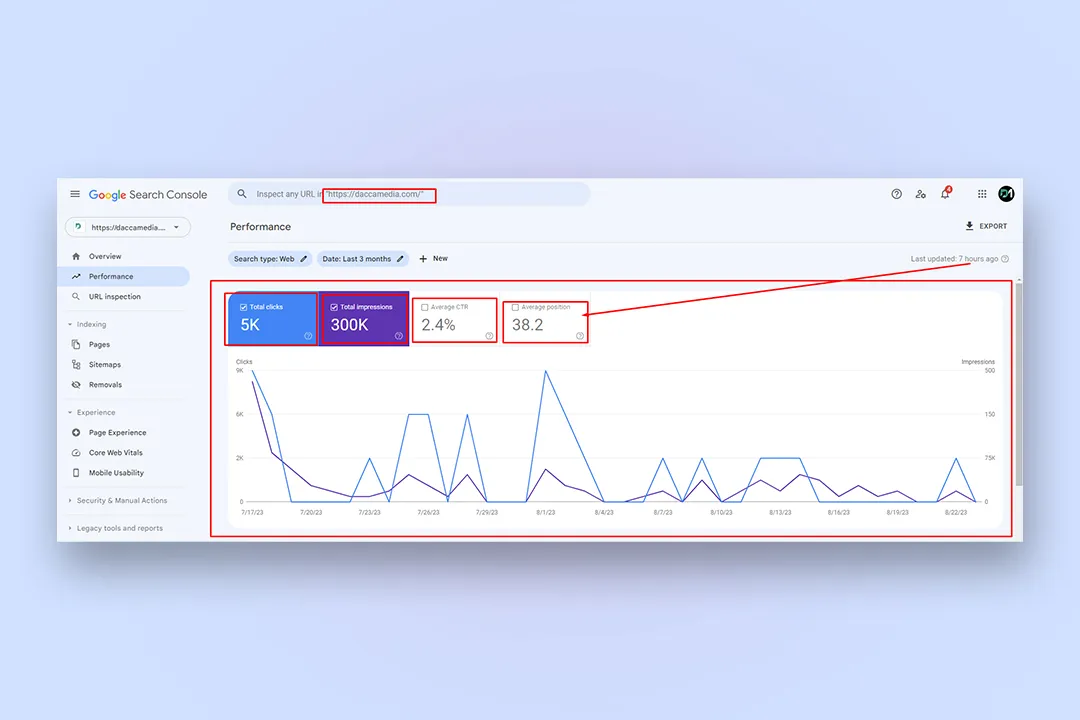 Google Search Console
Inspect any URL in "https://daccamedia.com/"
4
https://daccamedia....
Performance
EXPORT
Overview
Performance
URL inspection
Search type: Web
Date: Last 3 months
New
Last updated: 7 hours ago
Indexing
Pages
Sitemaps
Removals
Experience
Page Experience
Core Web Vitals
Mobile Usability
Security & Manual Actions
Legacy tools and reports
Total clicks
5K
Total impressions
300K
Average CTR
2.4%
Average position
38.2
Clicks
Impressions
9K
500
6K
150
2K
75K
0
0
7/17/23 7/20/23 7/23/23 7/26/23 7/29/23 8/1/23 8/4/23 8/7/23 8/10/23 8/13/23 8/16/23 8/19/23 8/22/23